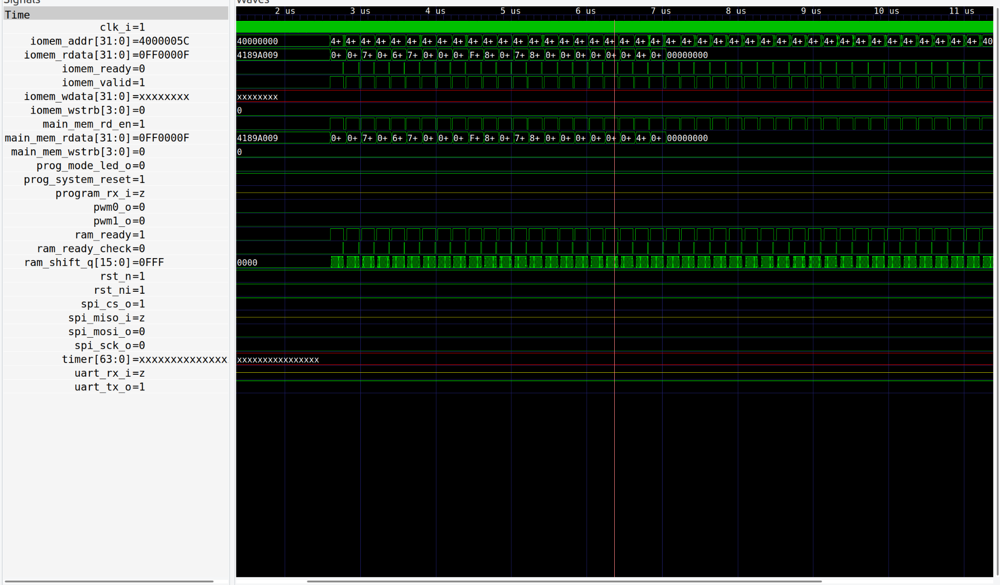 Signals
Waves
Time
2 us 3 us 4 us 5 us 6 us 7 us 8 us 9 us 10 us 11 us
clk_i=1
iomem_addr[31:0]=4000005C 40000000 4+ 4+ 4+ 4+ 4+ 4+ 4+ 4+ 4+ 4+ 4+ 4+ 4+ 4+ 4+ 4+ 4+ 4+ 4+ 4+ 4+ 4+ 4+ 4+ 4+ 4+ 4+ 4+ 4+ 4+ 4+ 4+ 4+ 4+ 4+ 4+ 4+ 4+ 4+ 4+ 4+ 4+ 40
iomem_rdata[31:0]=0FF0000F 4189A009 0+ 0+ 7+ 0+ 6+ 7+ 0+ 0+ 0+ F+ 8+ 0+ 7+ 8+ 0+ 0+ 0+ 0+ 0+ 0+ 4+ 0+ 00000000
iomem_ready=0
iomem_valid=1
iomem_wdata[31:0]=xxxxxxxx xxxxxxxx
iomem_wstrb[3:0]=0 0
main_mem_rd_en=1
main_mem_rdata[31:0]=0FF0000F 4189A009 0+ 0+ 7+ 0+ 6+ 7+ 0+ 0+ 0+ F+ 8+ 0+ 7+ 8+ 0+ 0+ 0+ 0+ 0+ 0+ 4+ 0+ 00000000
main_mem_wstrb[3:0]=0 0
prog_mode_led_o=0
prog_system_reset=1
program_rx_i=z
pwm0_o=0
pwm1_o=0
ram_ready=1
ram_ready_check=0
ram_shift_q[15:0]=0FFF 0000
rst_n=1
rst_ni=1
spi_cs_o=1
spi_miso_i=z
spi_mosi_o=0
spi_sck_o=0
timer[63:0]=xxxxxxxxxxxxxx xxxxxxxxxxxxxxxx
uart_rx_i=z
uart_tx_o=1